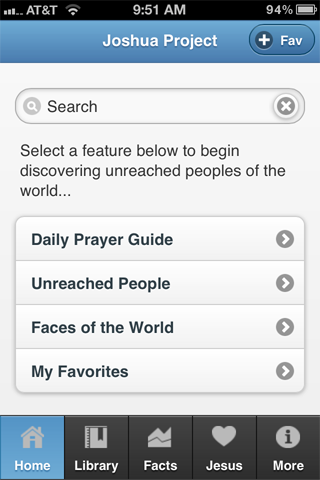 AT&T 9:51 AM 94%
Joshua Project
Fav
Search
Select a feature below to begin
discovering unreached peoples of the
world...
Daily Prayer Guide
Unreached People
Faces of the World
My Favorites
Home Library Facts Jesus More